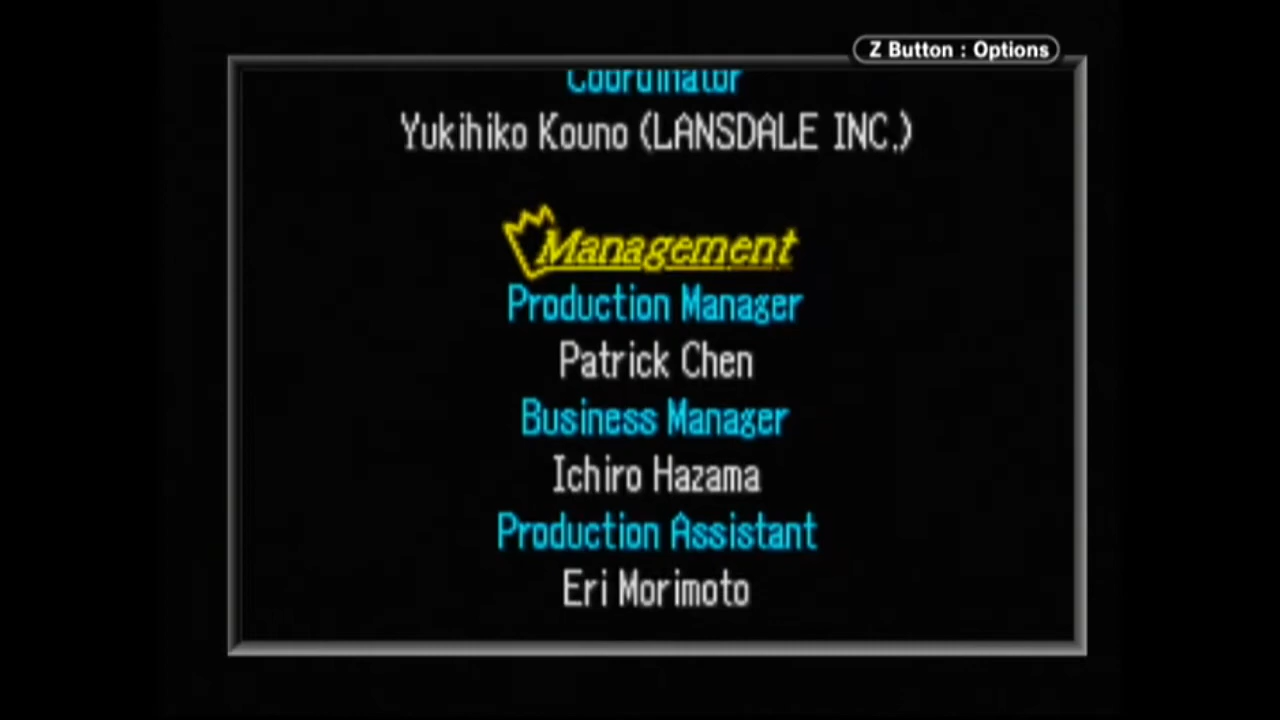 Z Button : Options
Coordinator
Yukihiko Kouno (LANSDALE INC.)
Management
Production Manager
Patrick Chen
Business Manager
Ichiro Hazama
Production Assistant
Eri Morimoto